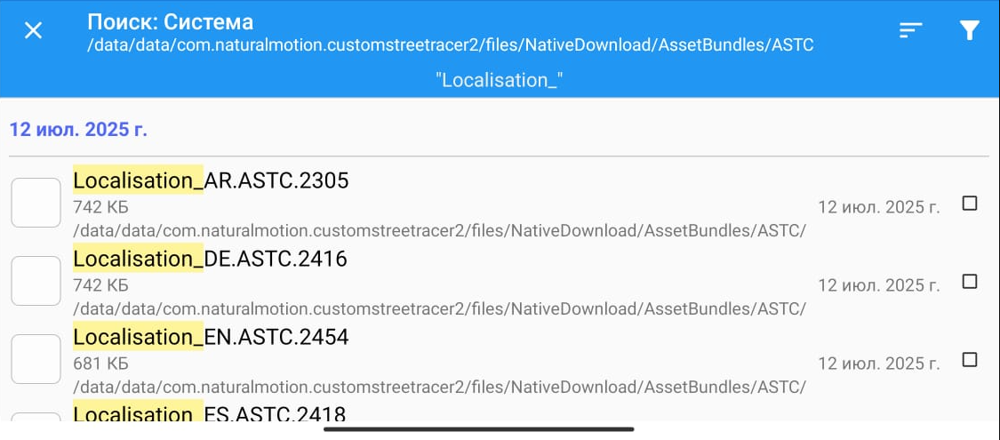 Поиск: Система
/data/data/com.naturalmotion.customstreetracer2/files/NativeDownload/AssetBundles/ASTC
"Localisation_"
12 июл. 2025 г.
Localisation_AR.ASTC.2305
742 КБ
12 июл. 2025 г.
/data/data/com.naturalmotion.customstreetracer2/files/NativeDownload/AssetBundles/ASTC/
Localisation_DE.ASTC.2416
742 КБ
12 июл. 2025 г.
/data/data/com.naturalmotion.customstreetracer2/files/NativeDownload/AssetBundles/ASTC/
Localisation_EN.ASTC.2454
681 КБ
12 июл. 2025 г.
/data/data/com.naturalmotion.customstreetracer2/files/NativeDownload/AssetBundles/ASTC/
Localisation_ES.ASTC.2418